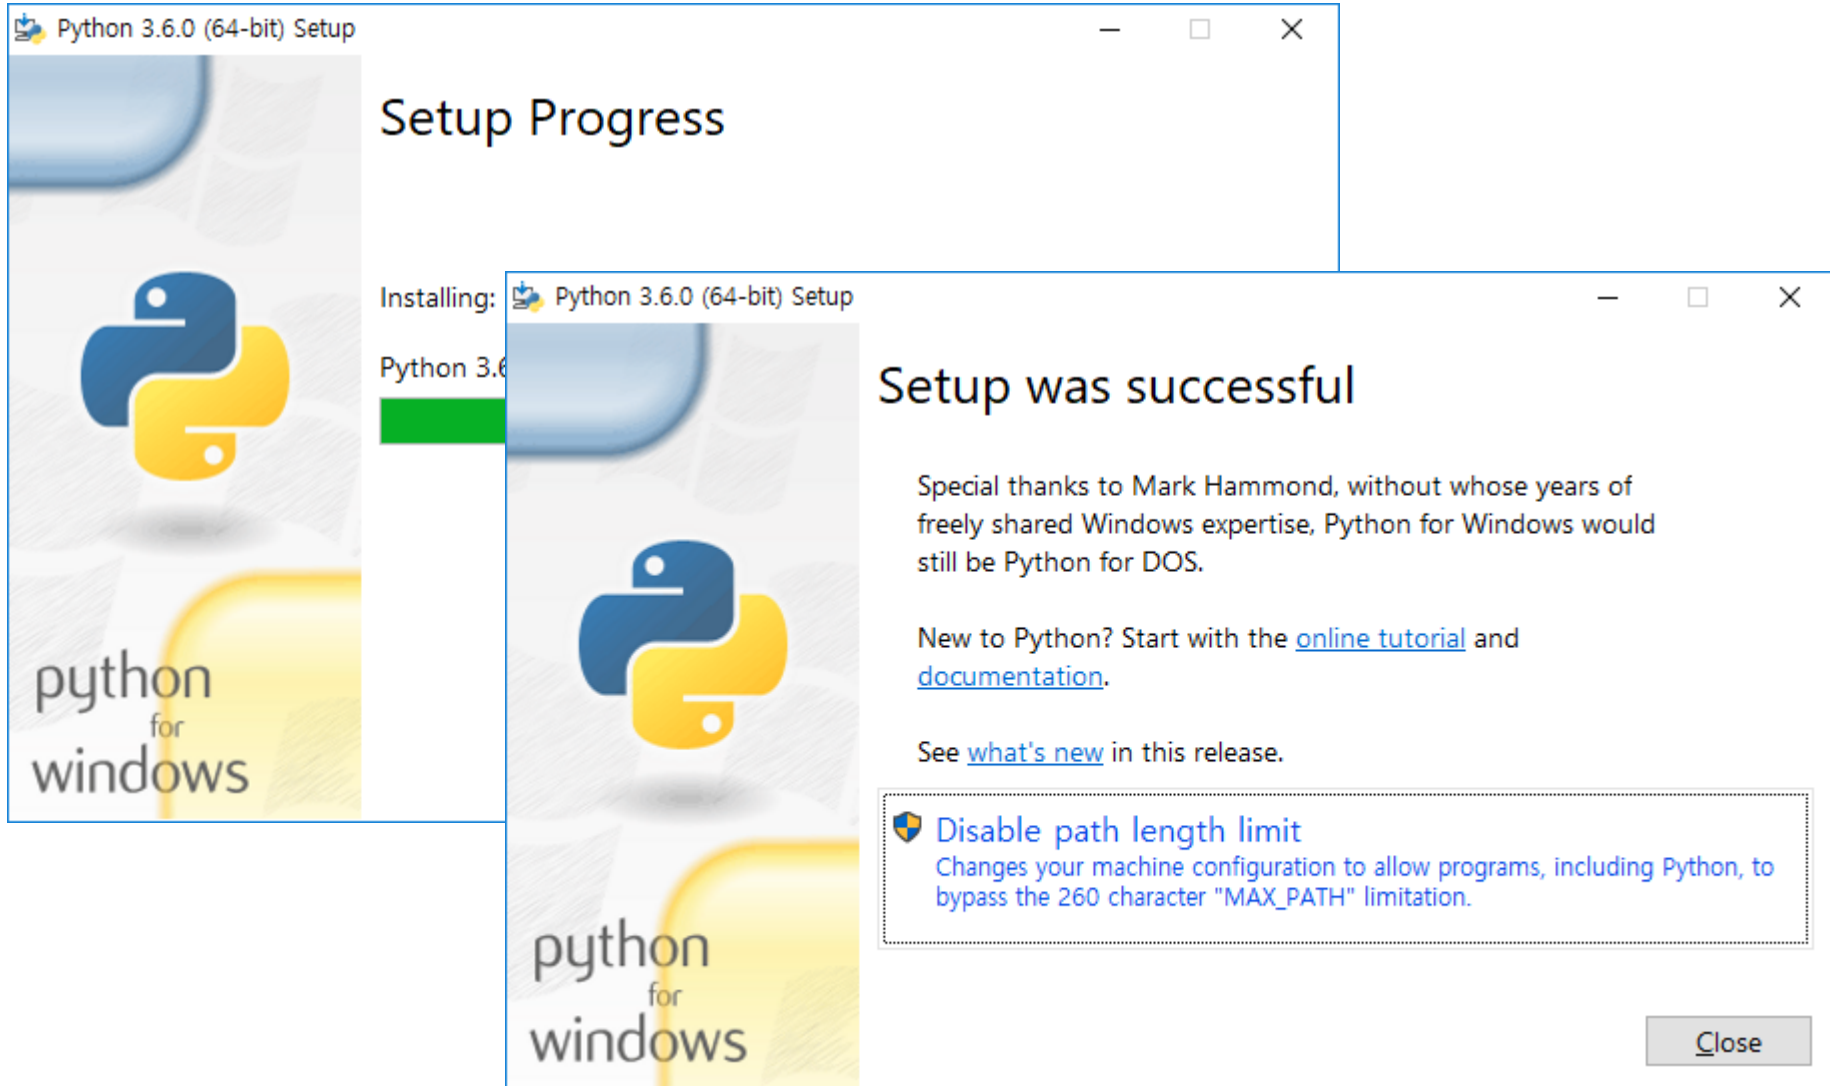 Python 3.6.0 (64-bit) Setup
Setup Progress
Installing:
Python 3.6
python
for
windows
Python 3.6.0 (64-bit) Setup
Setup was successful
Special thanks to Mark Hammond, without whose years of
freely shared Windows expertise, Python for Windows would
still be Python for DOS.
New to Python? Start with the online tutorial and
documentation.
See what's new in this release.
Disable path length limit
Changes your machine configuration to allow programs, including Python, to
bypass the 260 character "MAX_PATH" limitation.
python
for
windows
Close